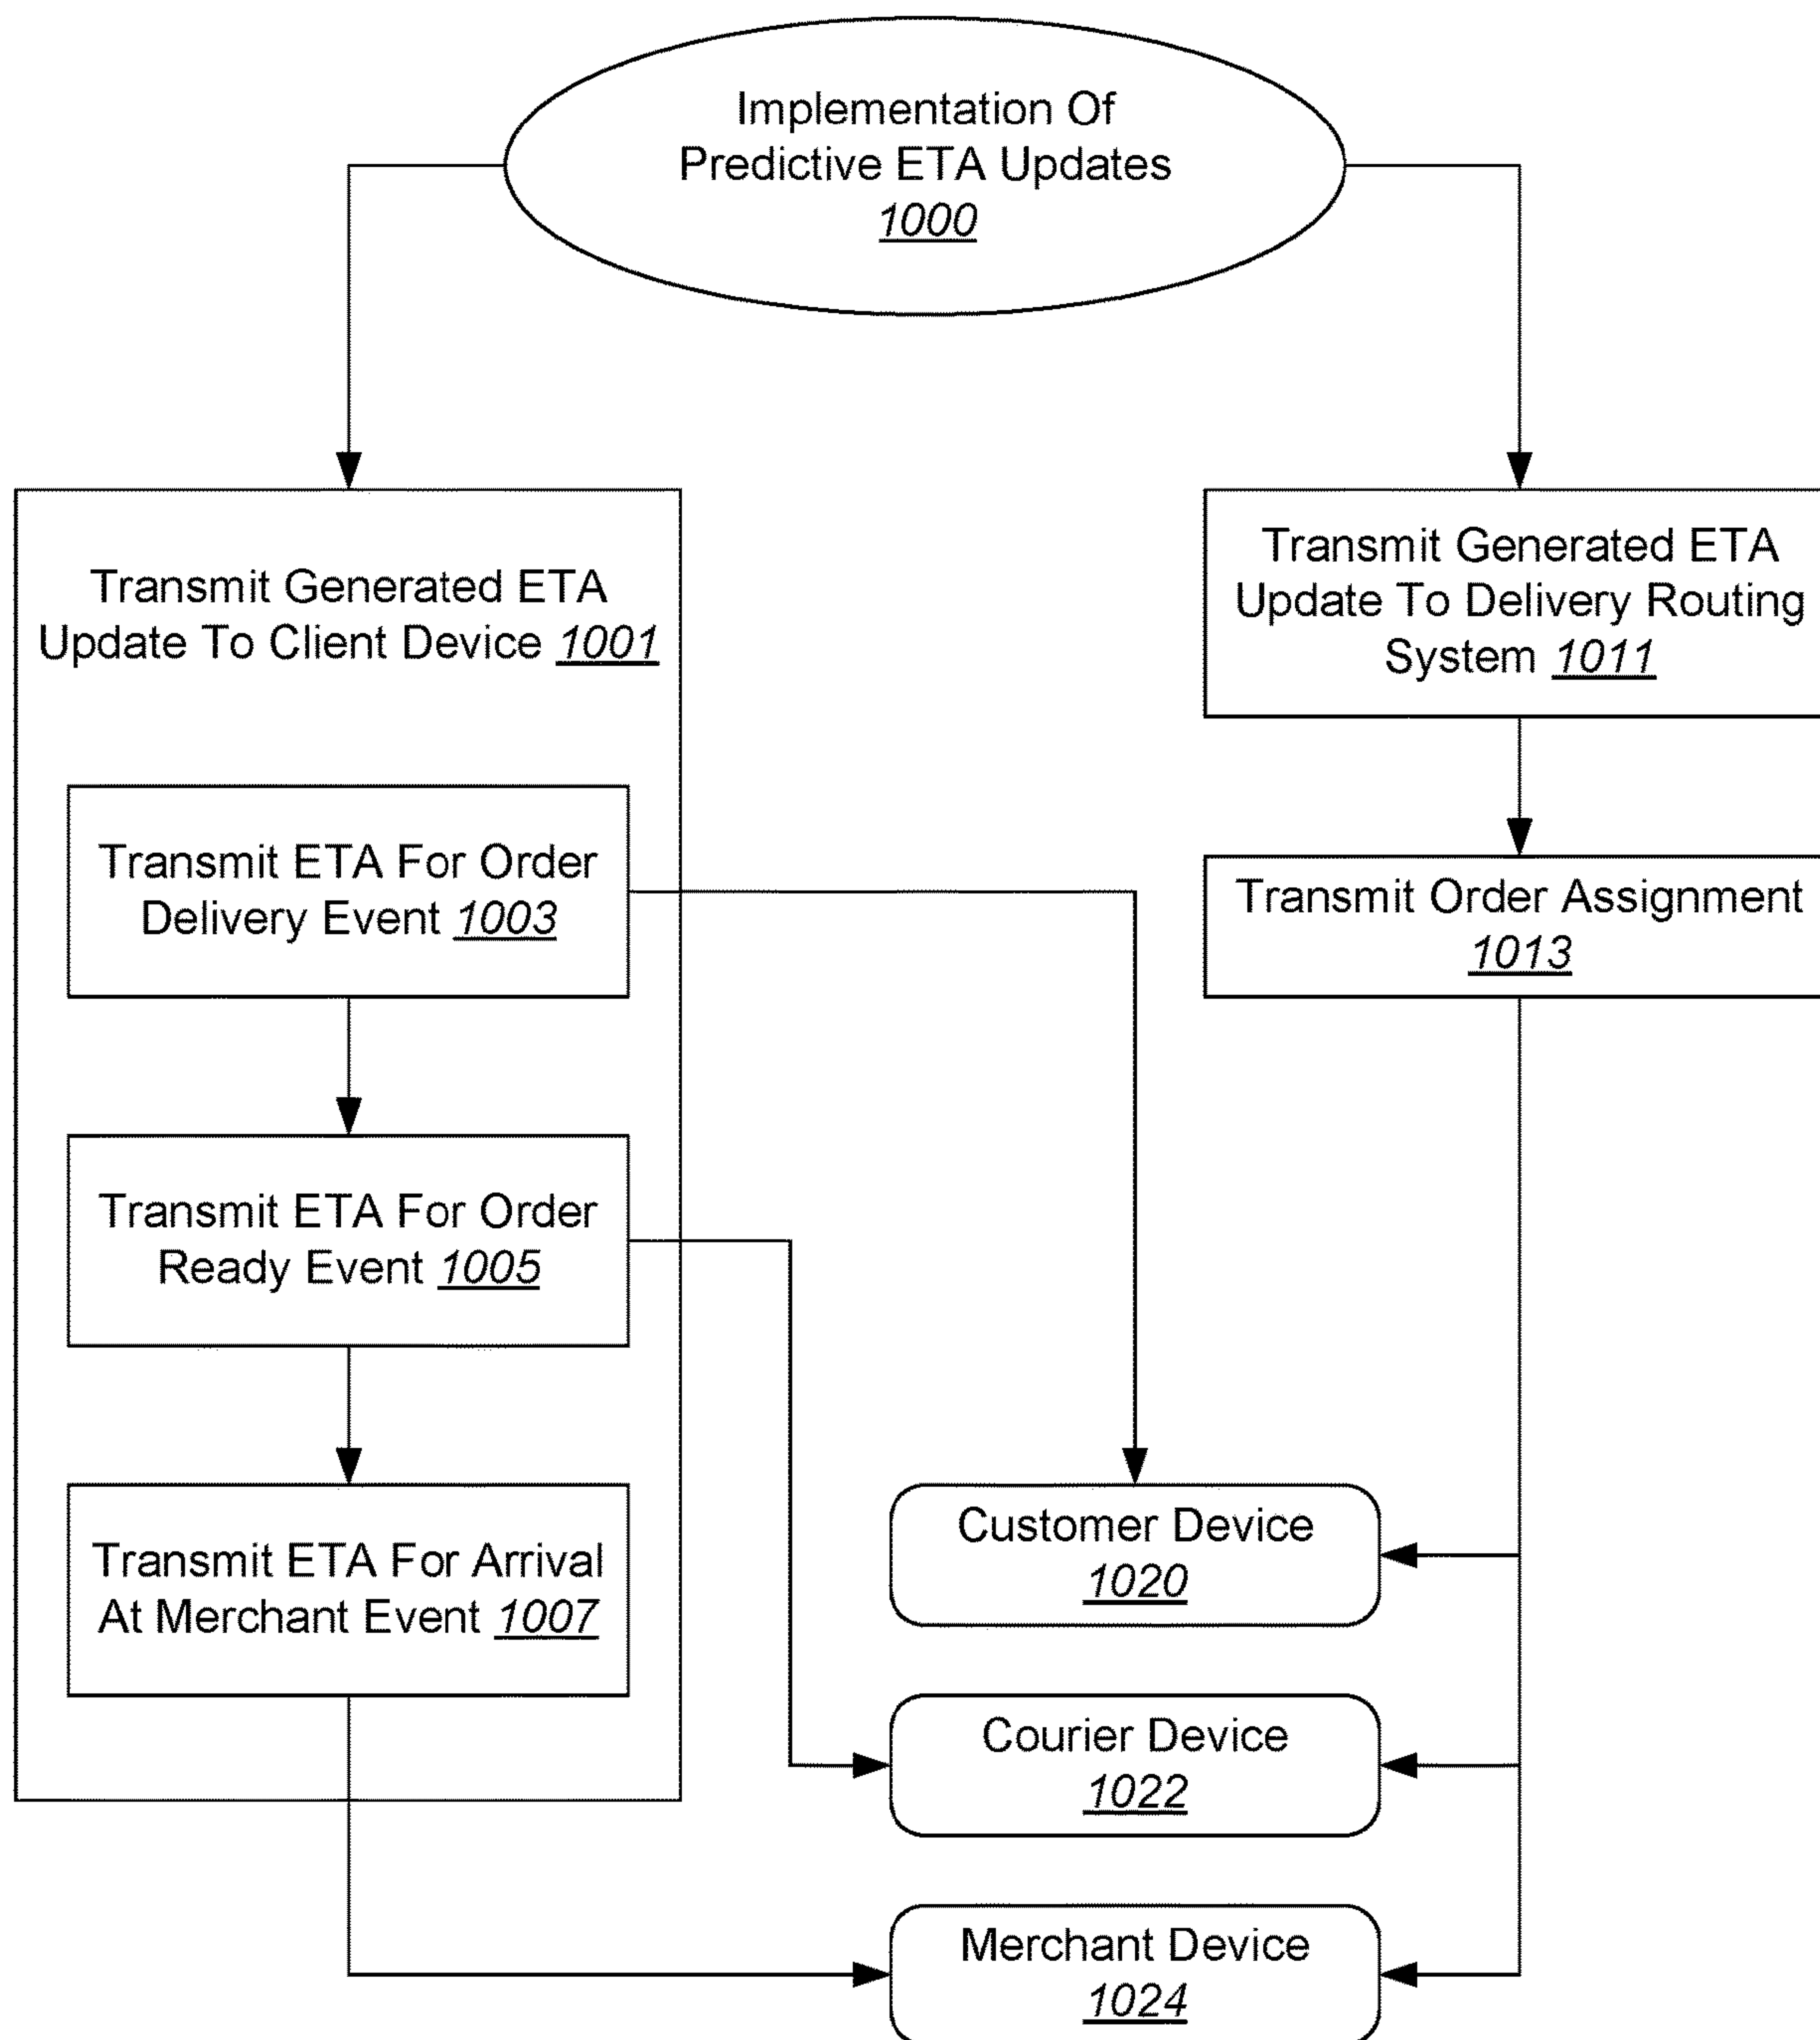 Implementation Of
Predictive ETA Updates
1000
Transmit Generated ETA
Update To Client Device 1001
Transmit ETA For Order
Delivery Event 1003
Transmit ETA For Order
Ready Event 1005
Transmit ETA For Arrival
At Merchant Event 1007
Transmit Generated ETA
Update To Delivery Routing
System 1011
Transmit Order Assignment
1013
Customer Device
1020
Courier Device
1022
Merchant Device
1024